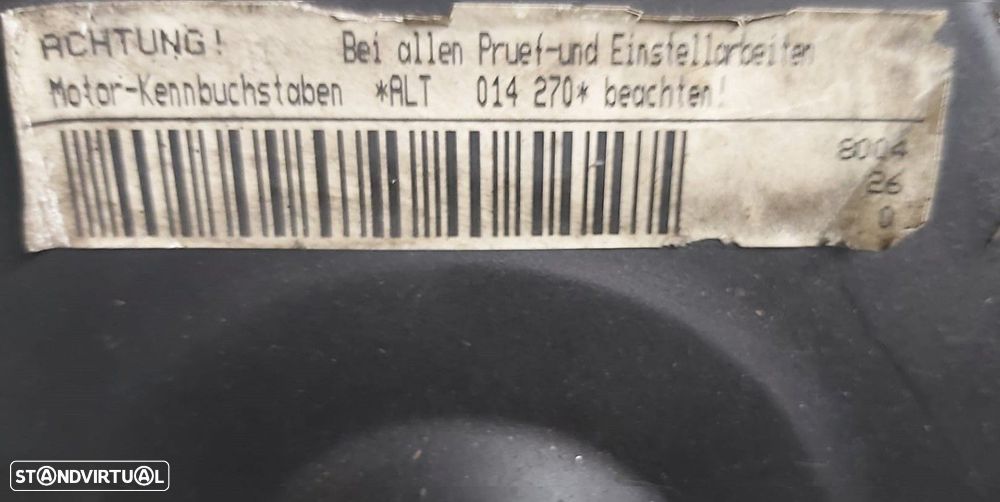 ACHTUNG! Bei allen Pruef-und Einstellarbeiten
Motor-Kennbuchstaben *ALT 014 270* beachten!
8004
26
0
STANDVIRTUAL